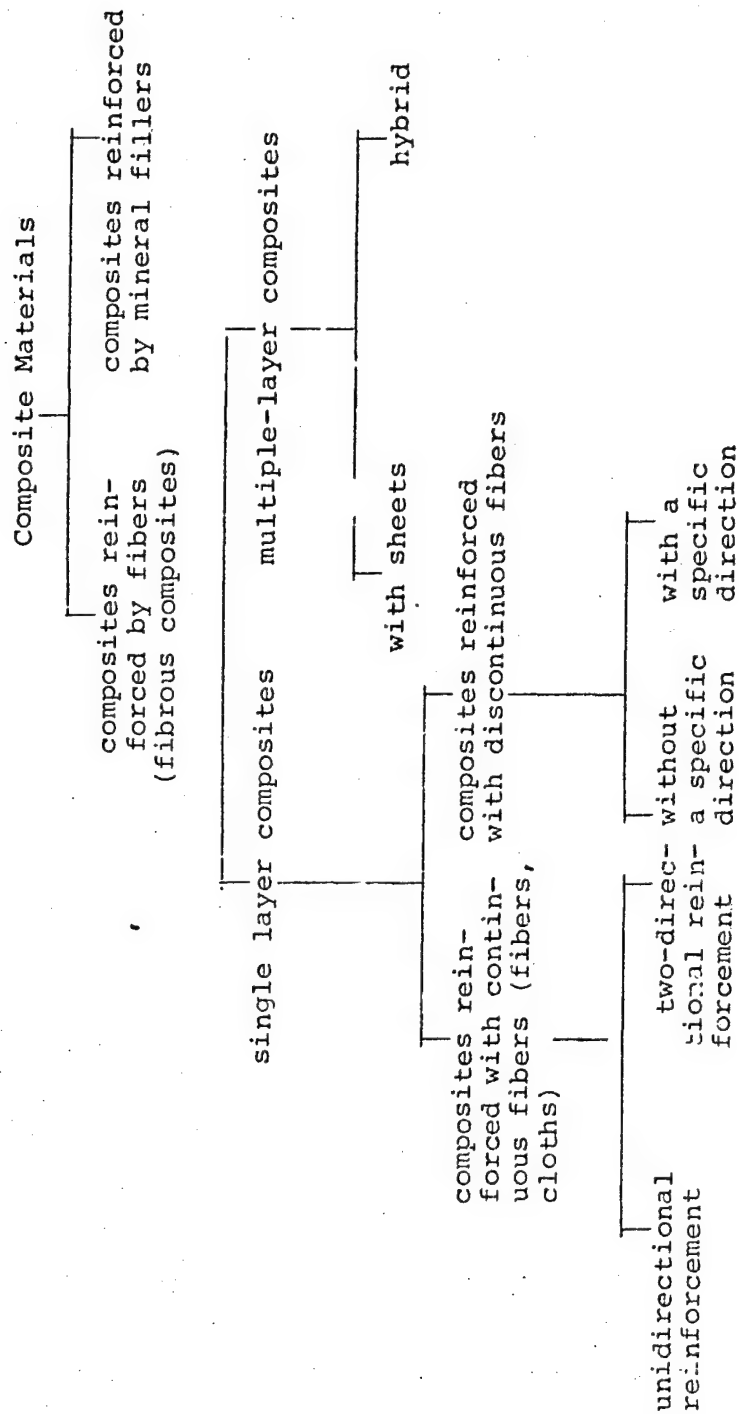 Composite Materials
composites rein-
forced by fibers
(fibrous composites)
composites reinforced
by mineral fillers
single layer composites
multiple-layer composites
with sheets
hybrid
composites rein-
forced with contin-
uous fibers (fibers,
cloths)
composites reinforced
with discontinuous fibers
unidirectional
reinforcement
two-direc-
tional rein-
forcement
without
a specific
direction
with a
specific
direction